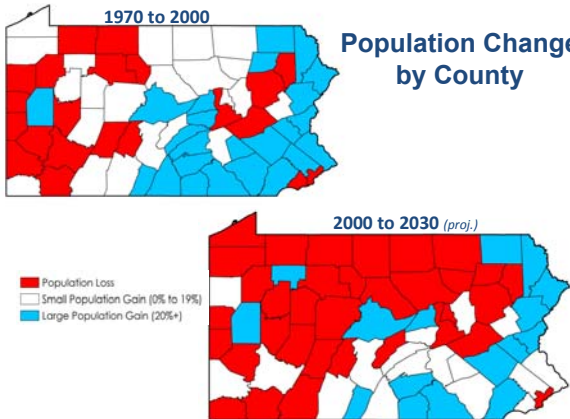 1970 to 2000
Population Change
by County
2000 to 2030 (proj.)
Population Loss
Small Population Gain (0% to 19%)
Large Population Gain (20%+)